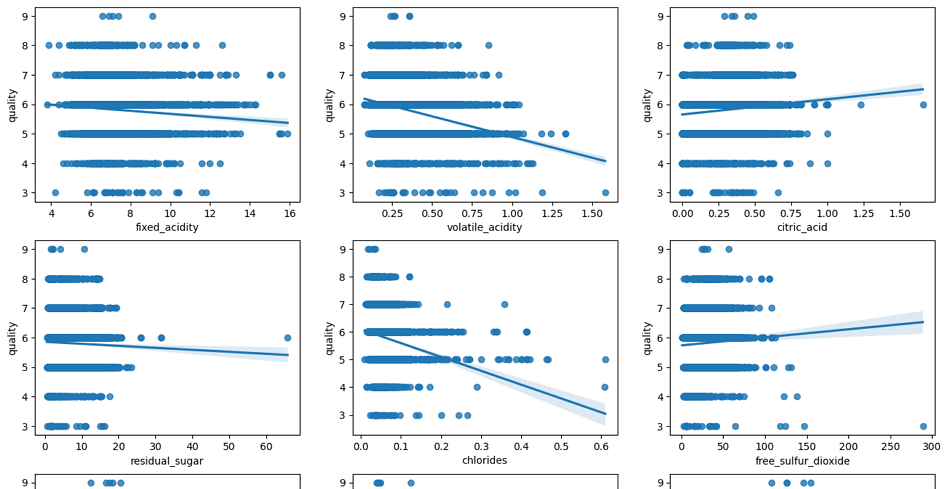 9
8
7
6
5
4
3
quality
4 6 8 10 12 14 16
fixed_acidity
9
8
7
6
5
4
3
quality
0.25 0.50 0.75 1.00 1.25 1.50
volatile_acidity
9
8
7
6
5
4
3
quality
0.00 0.25 0.50 0.75 1.00 1.25 1.50
citric_acid
9
8
7
6
5
4
3
quality
0 10 20 30 40 50 60
residual_sugar
9
8
7
6
5
4
3
quality
0.0 0.1 0.2 0.3 0.4 0.5 0.6
chlorides
9
8
7
6
5
4
3
quality
0 50 100 150 200 250 300
free_sulfur_dioxide
9
9
9